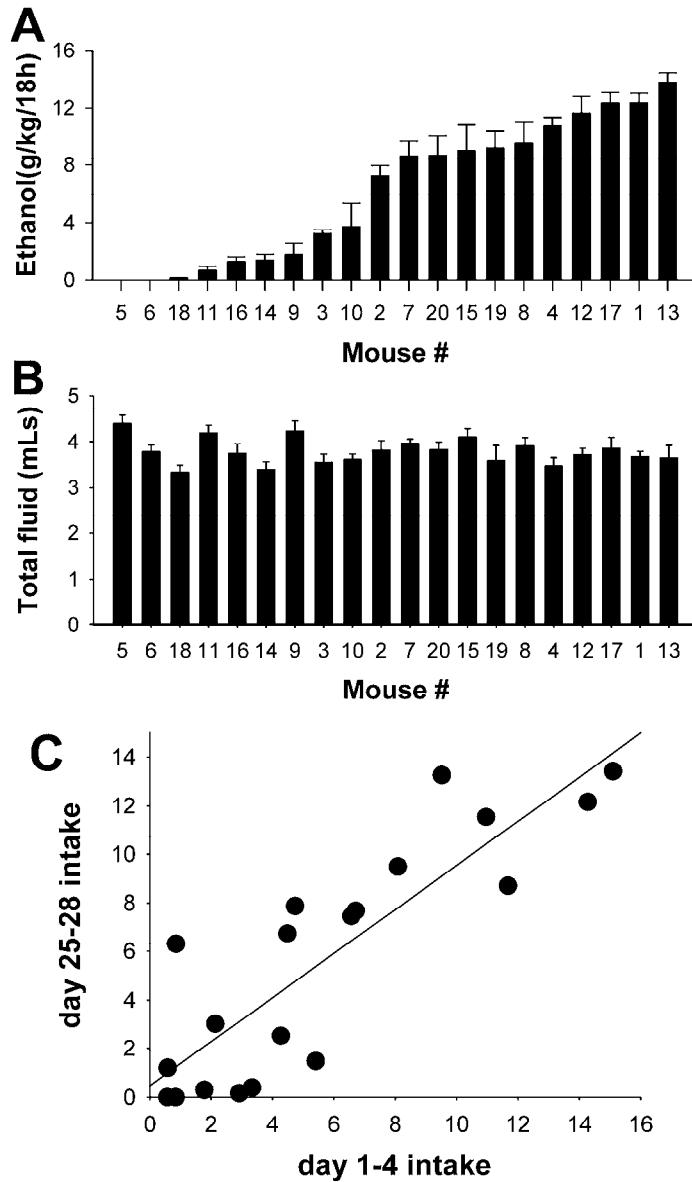 A
Ethanol(g/kg/18h)
16
12
8
4
0
5 6 18 11 16 14 9 3 10 2 7 20 15 19 8 4 12 17 1 13
Mouse #
B
Total fluid (mLs)
5
4
3
2
1
0
5 6 18 11 16 14 9 3 10 2 7 20 15 19 8 4 12 17 1 13
Mouse #
C
day 25-28 intake
14
12
10
8
6
4
2
0
0 2 4 6 8 10 12 14 16
day 1-4 intake